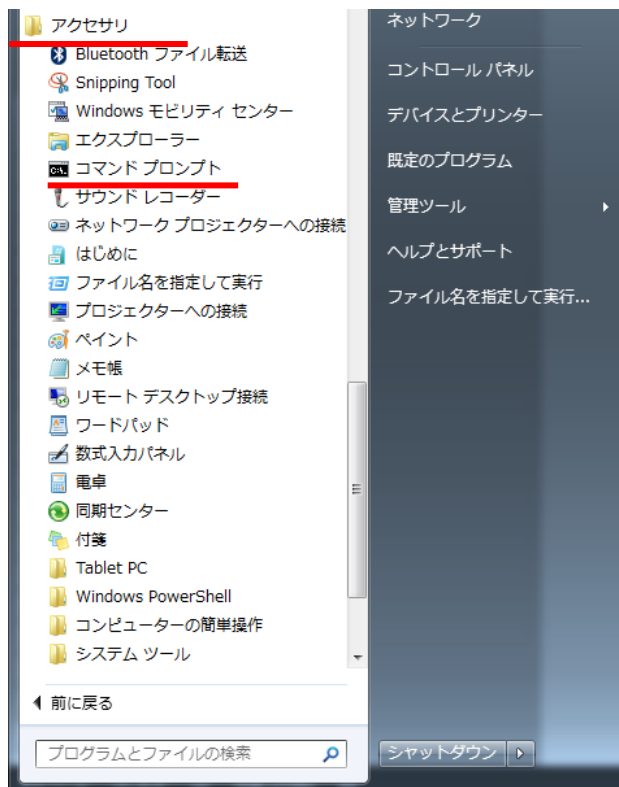 アクセサリ
Bluetooth ファイル転送
Snipping Tool
Windows モビリティ センター
エクスプローラー
コマンド プロンプト
サウンド レコーダー
ネットワーク プロジェクターへの接続
はじめに
ファイル名を指定して実行
プロジェクターへの接続
ペイント
メモ帳
リモート デスクトップ接続
ワードパッド
数式入力パネル
電卓
同期センター
付箋
Tablet PC
Windows PowerShell
コンピューターの簡単操作
システム ツール
前に戻る
プログラムとファイルの検索
ネットワーク
コントロール パネル
デバイスとプリンター
既定のプログラム
管理ツール
ヘルプとサポート
ファイル名を指定して実行...
シャットダウン